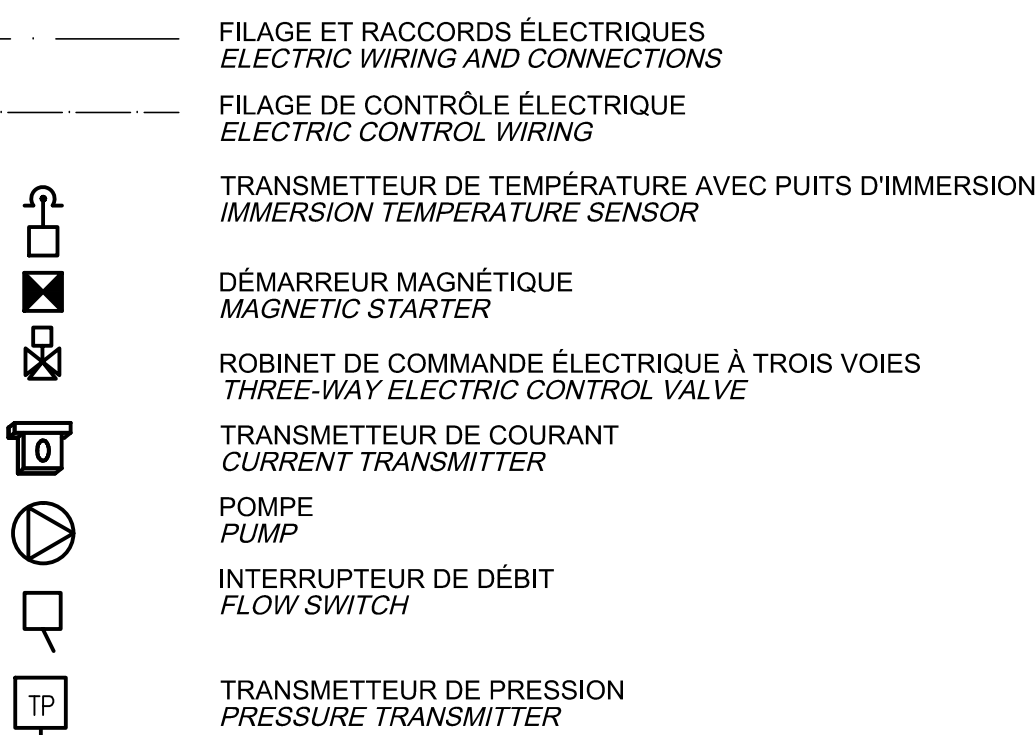 FILAGE ET RACCORDS ÉLECTRIQUES
ELECTRIC WIRING AND CONNECTIONS
FILAGE DE CONTRÔLE ÉLECTRIQUE
ELECTRIC CONTROL WIRING
TRANSMETTEUR DE TEMPÉRATURE AVEC PUITS D'IMMERSION
IMMERSION TEMPERATURE SENSOR
DÉMARREUR MAGNÉTIQUE
MAGNETIC STARTER
ROBINET DE COMMANDE ÉLECTRIQUE À TROIS VOIES
THREE-WAY ELECTRIC CONTROL VALVE
TRANSMETTEUR DE COURANT
CURRENT TRANSMITTER
POMPE
PUMP
INTERRUPTEUR DE DÉBIT
FLOW SWITCH
TP
TRANSMETTEUR DE PRESSION
PRESSURE TRANSMITTER